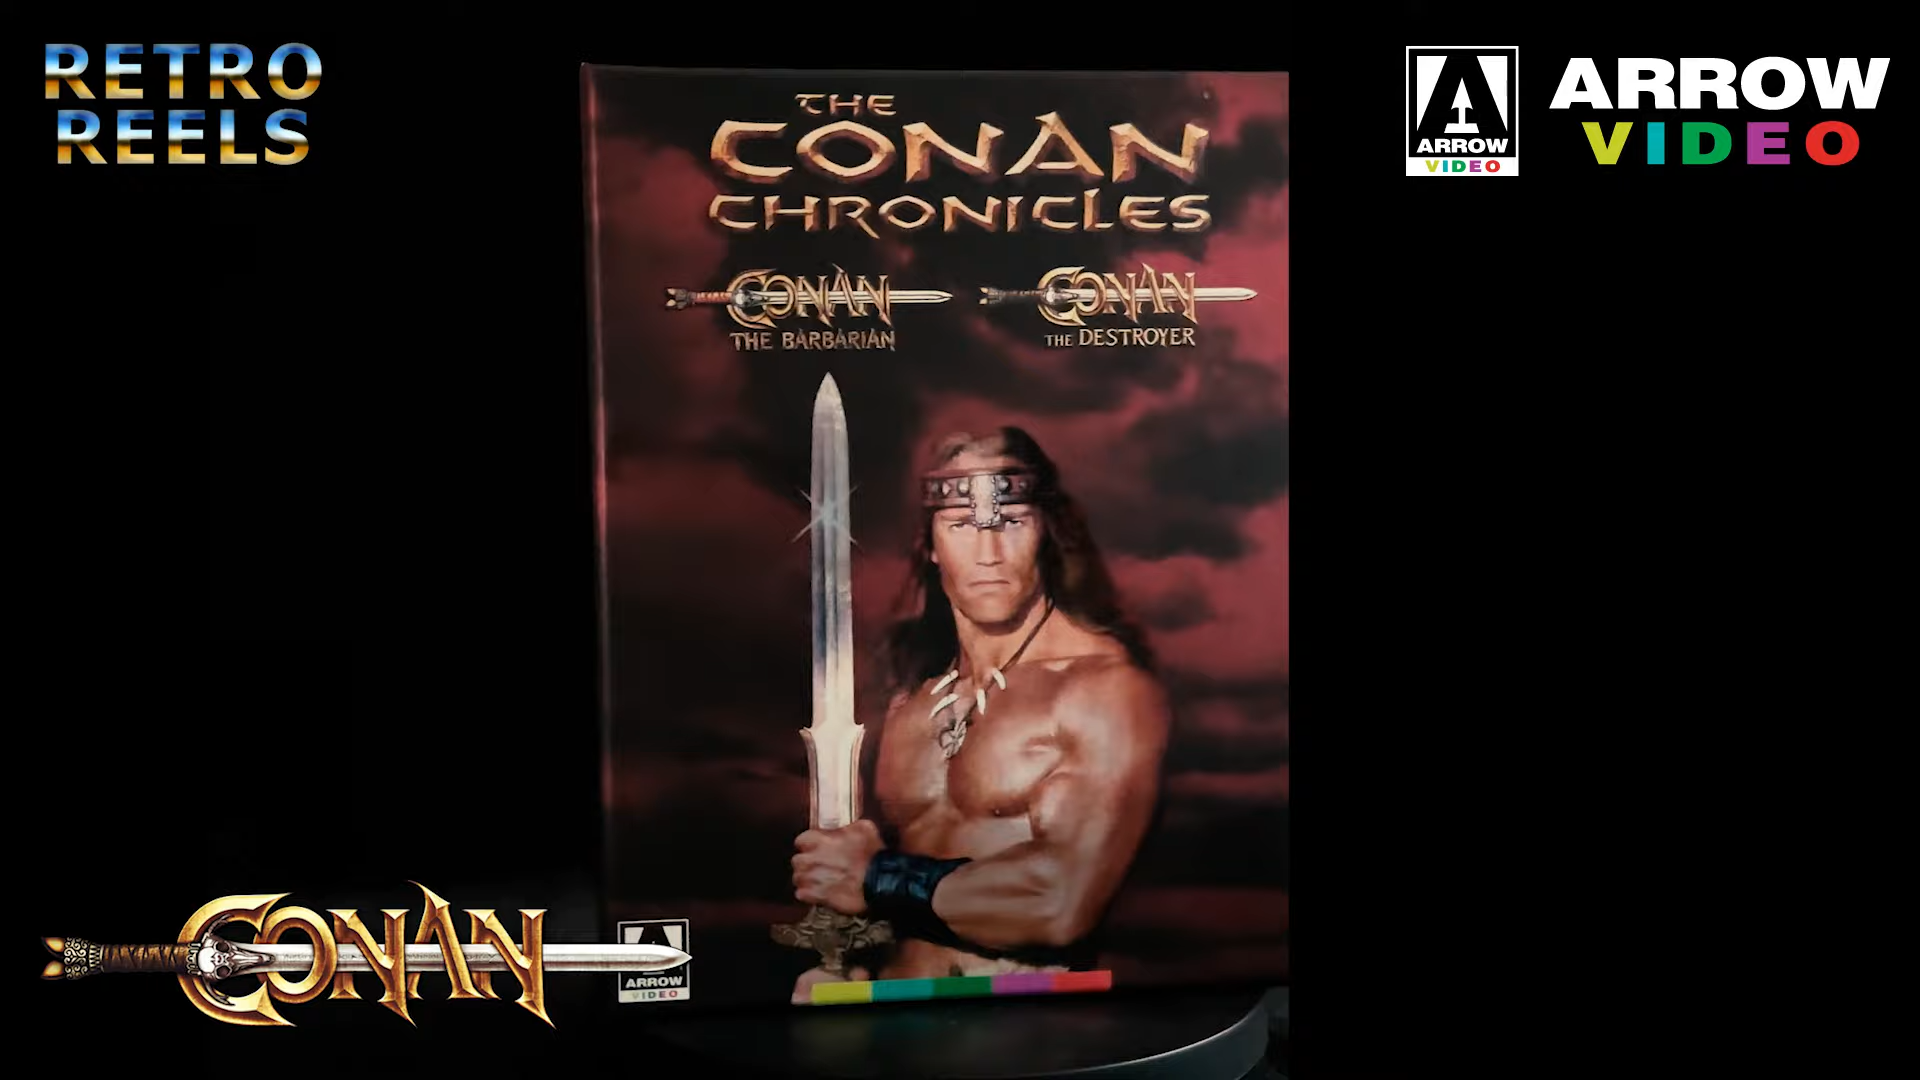 RETRO
REELS
ARROW
VIDEO
ARROW
VIDEO
THE
CONAN
CHRONICLES
CONAN
THE BARBARIAN
CONAN
THE DESTROYER
CONAN
ARROW
VIDEO